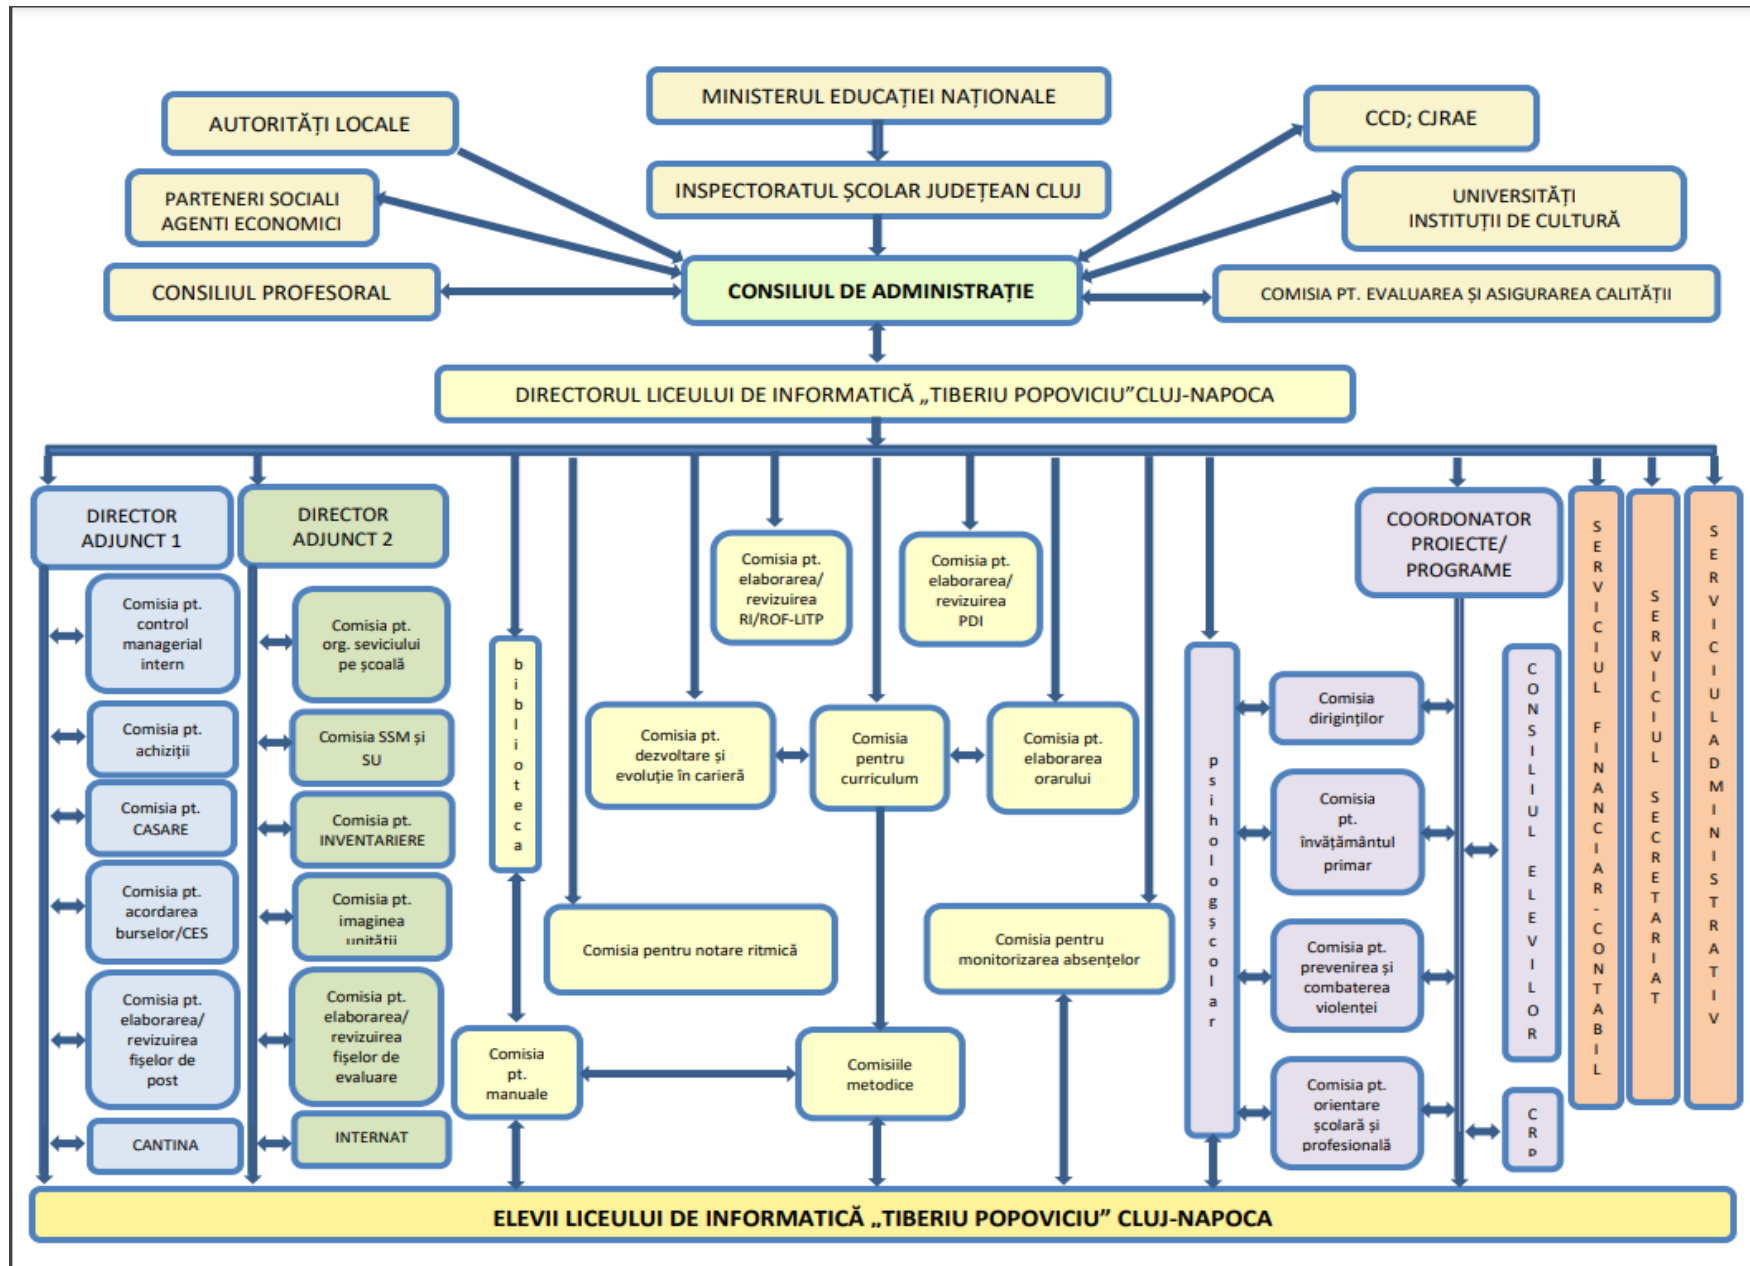 MINISTERUL EDUCAȚIEI NAȚIONALE
AUTORITĂȚI LOCALE
CCD; CJRAE
INSPECTORATUL ȘCOLAR JUDEȚEAN CLUJ
PARTENERI SOCIALI
AGENTI ECONOMICI
UNIVERSITĂȚI
INSTITUȚII DE CULTURĂ
CONSILIUL PROFESORAL
CONSILIUL DE ADMINISTRAȚIE
COMISIA PT. EVALUAREA ȘI ASIGURAREA CALITĂȚII
DIRECTORUL LICEULUI DE INFORMATICĂ „TIBERIU POPOVICIU”CLUJ-NAPOCA
DIRECTOR
ADJUNCT 1
Comisia pt.
control
managerial
intern
Comisia pt.
achiziții
Comisia pt.
CASARE
Comisia pt.
acordarea
burselor/CES
Comisia pt.
elaborarea/
revizuirea
fișelor de
post
CANTINA
DIRECTOR
ADJUNCT 2
Comisia pt.
org. seviciului
pe școală
Comisia SSM și
SU
Comisia pt.
INVENTARIERE
Comisia pt.
imaginea
unității
Comisia pt.
elaborarea/
revizuirea
fișelor de
evaluare
INTERNAT
biblioteca
Comisia pt.
elaborarea/
revizuirea
RI/ROF-LITP
Comisia pt.
elaborarea/
revizuirea
PDI
Comisia pt.
dezvoltare și
evoluție în carieră
Comisia
pentru
curriculum
Comisia pt.
elaborarea
orarului
Comisia pentru notare ritmică
Comisia pentru
monitorizarea absențelor
Comisia
pt.
manuale
Comisiile
metodice
psihologșcolar
COORDONATOR
PROIECTE/
PROGRAME
Comisia
diriginților
Comisia
pt.
învățământul
primar
Comisia pt.
prevenirea și
combaterea
violenței
Comisia pt.
orientare
școlară și
profesională
CONSILIUL ELEVILOR
CRP
SERVICIUL FINANCIAR-CONTABIL
SERVICIUL SECRETARIAT
SERVICIULADMINISTRATIV
ELEVII LICEULUI DE INFORMATICĂ „TIBERIU POPOVICIU” CLUJ-NAPOCA